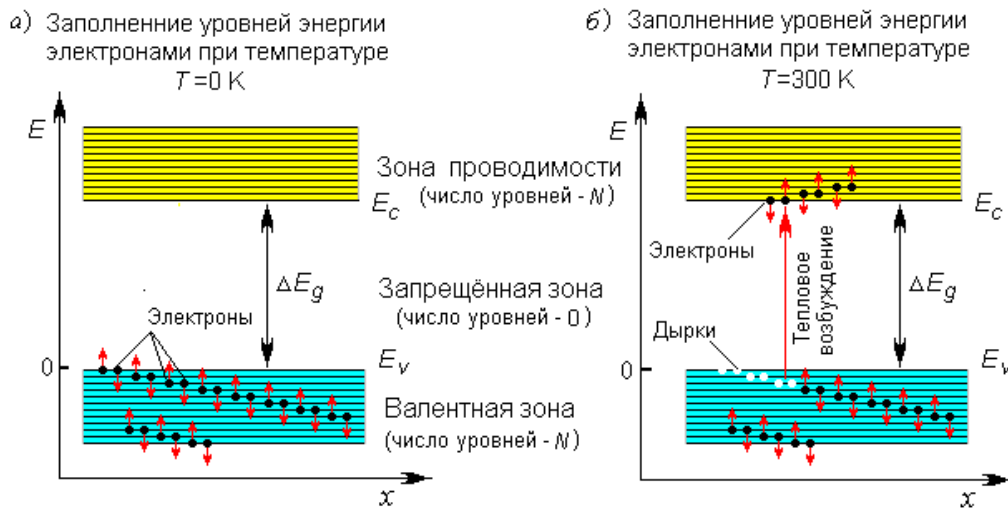 а) Заполненние уровней энергии
электронами при температуре
T=0 K
E
Зона проводимости
(число уровней - N)
E_c
ΔE_g
Запрещённая зона
(число уровней - 0)
Электроны
0
E_v
Валентная зона
(число уровней - N)
x
б) Заполненние уровней энергии
электронами при температуре
T=300 K
E
E_c
Электроны
Тепловое
возбуждение
ΔE_g
Дырки
0
E_v
x